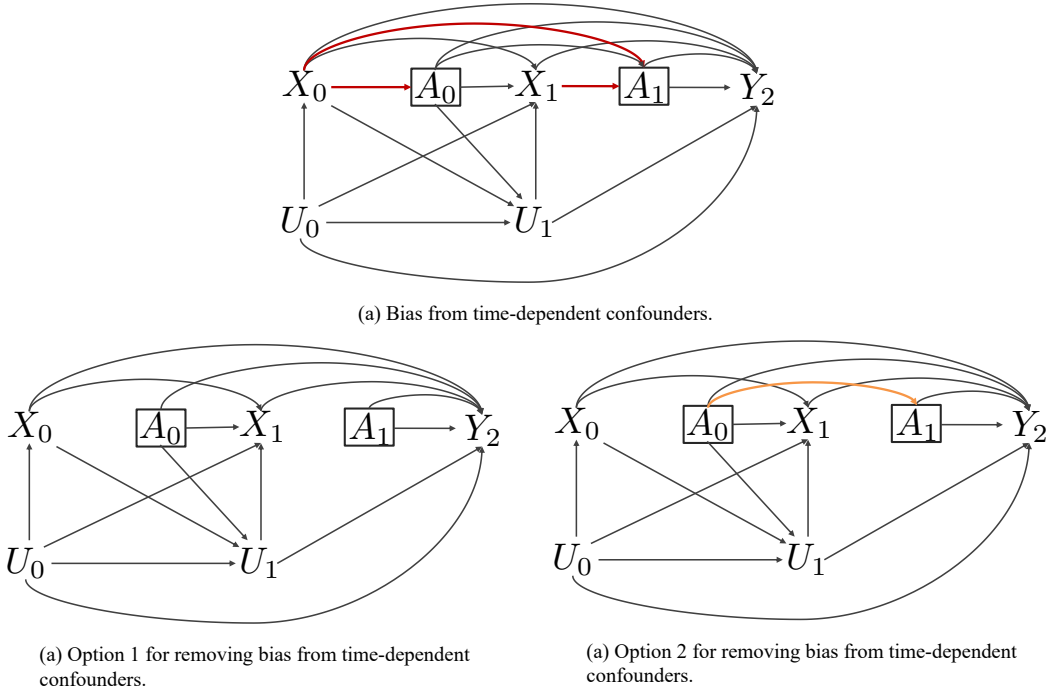 X₀ A₀ X₁ A₁ Y₂
U₀ U₁
(a) Bias from time-dependent confounders.
X₀ A₀ X₁ A₁ Y₂
U₀ U₁
(a) Option 1 for removing bias from time-dependent
confounders.
X₀ A₀ X₁ A₁ Y₂
U₀ U₁
(a) Option 2 for removing bias from time-dependent
confounders.